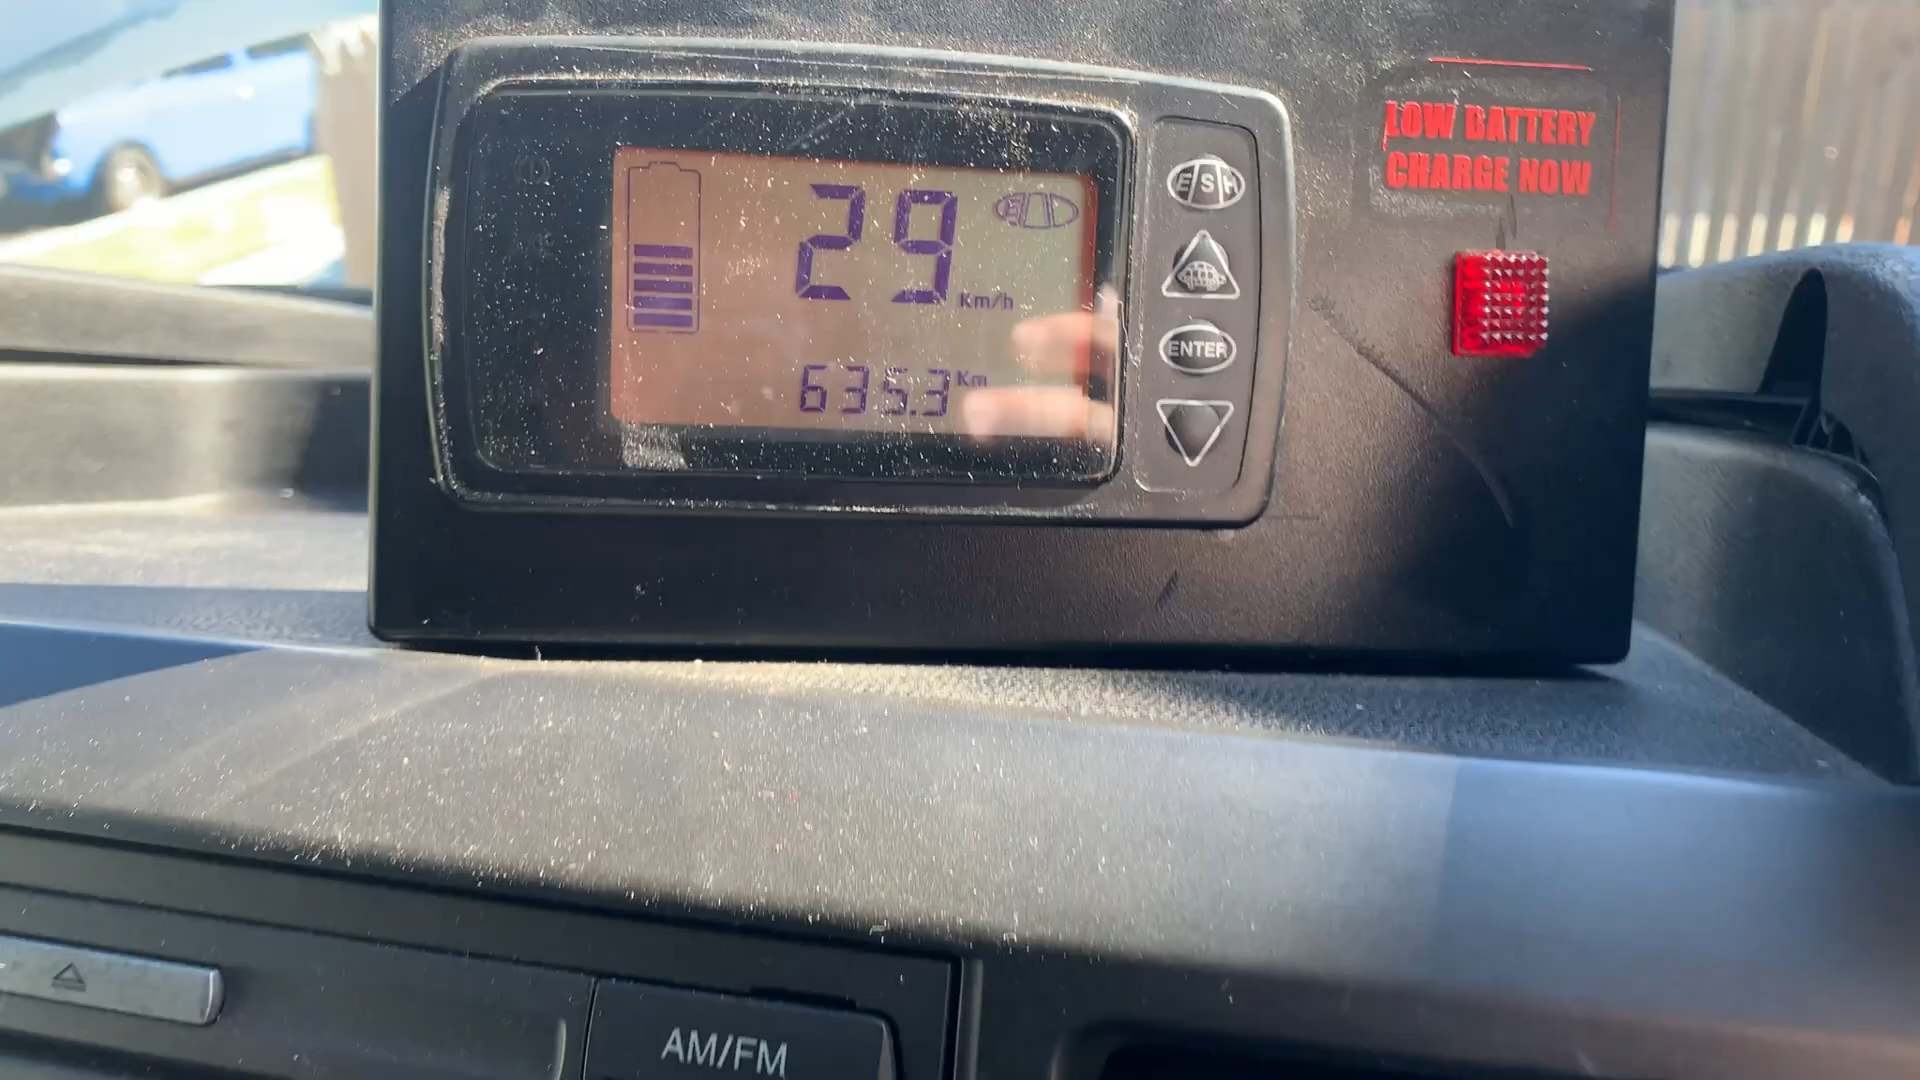 LOW BATTERY
CHARGE NOW
E S H
29 Km/h
E
ENTER
635.3 Km
AM/FM